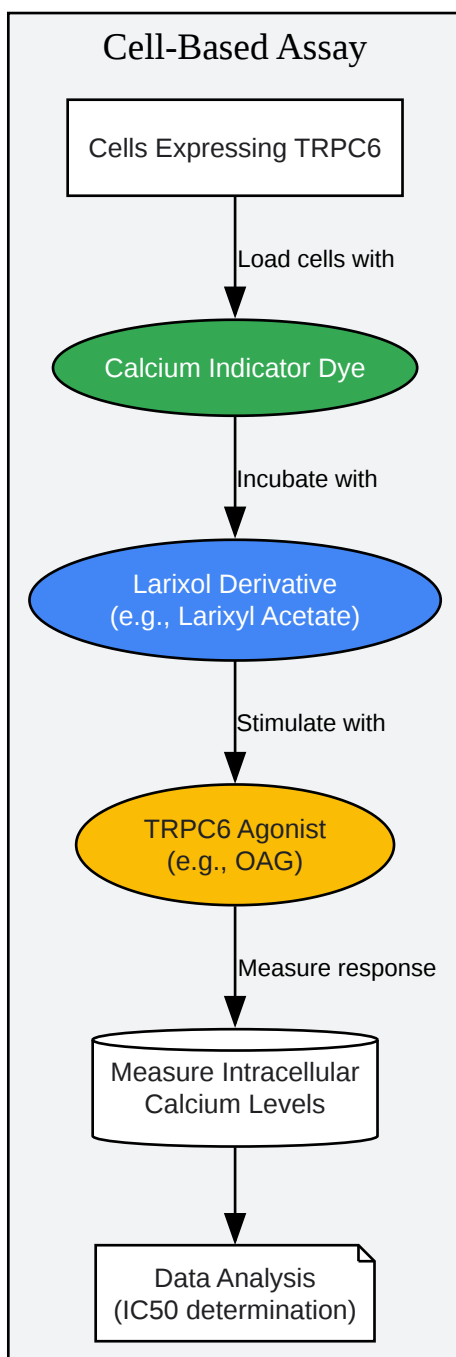 Cell-Based Assay
Cells Expressing TRPC6
Load cells with
Calcium Indicator Dye
Incubate with
Larixol Derivative
(e.g., Larixyl Acetate)
Stimulate with
TRPC6 Agonist
(e.g., OAG)
Measure response
Measure Intracellular
Calcium Levels
Data Analysis
(IC50 determination)